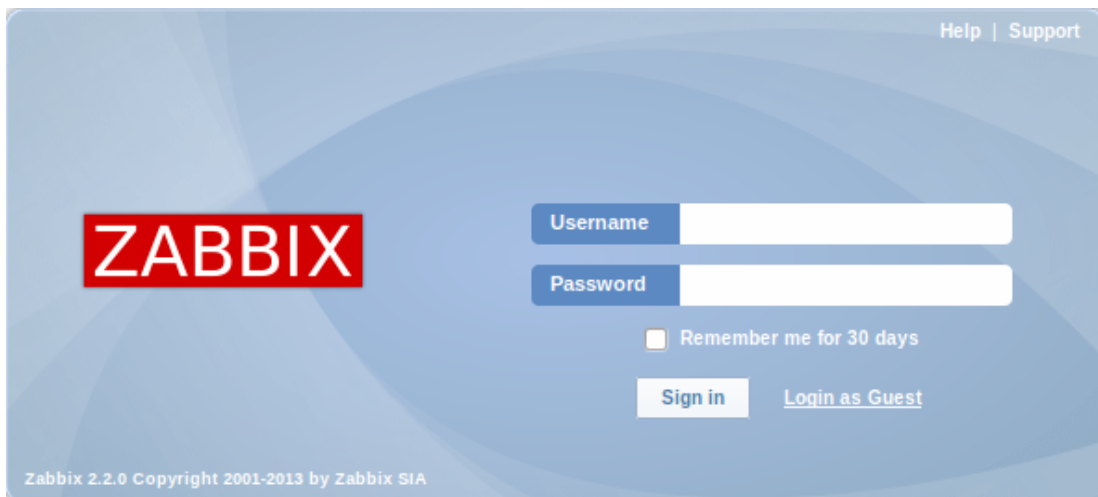 Help | Support
ZABBIX
Username
Password
Remember me for 30 days
Sign in Login as Guest
Zabbix 2.2.0 Copyright 2001-2013 by Zabbix SIA